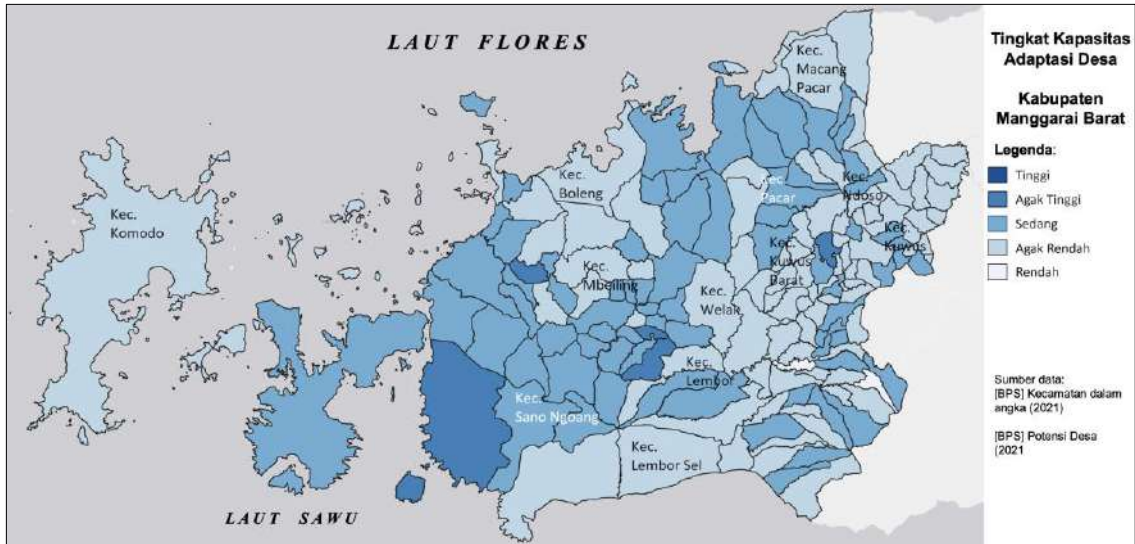 LAUT FLORES
Kec.
Macang
Pacar
Kec.
Boleng
Kec.
Pacar
Kec.
Ndoso
Kec.
Komodo
Kec.
Kuwus
Kec.
Kuwus
Barat
Kec.
Mbeiling
Kec.
Welak
Kec.
Lembor
Kec.
Sano Ngoang
Kec.
Lembor Sel
LAUT SAWU
Tingkat Kapasitas
Adaptasi Desa
Kabupaten
Manggarai Barat
Legenda:
Tinggi
Agak Tinggi
Sedang
Agak Rendah
Rendah
Sumber data:
[BPS] Kecamatan dalam
angka (2021)
[BPS] Potensi Desa
(2021